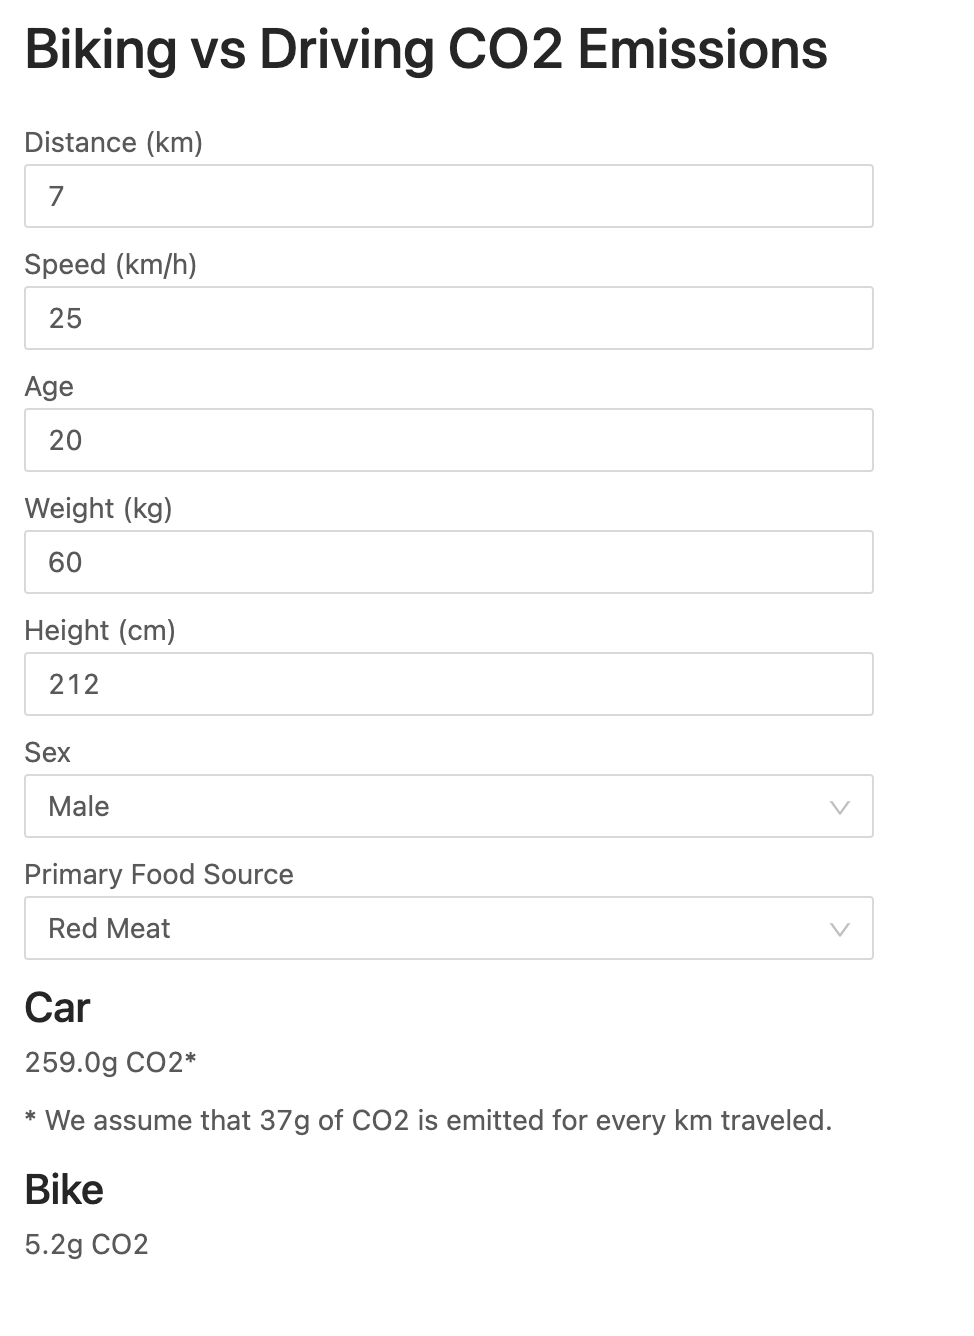 Biking vs Driving CO2 Emissions
Distance (km)
7
Speed (km/h)
25
Age
20
Weight (kg)
60
Height (cm)
212
Sex
Male
Primary Food Source
Red Meat
Car
259.0g CO2*
* We assume that 37g of CO2 is emitted for every km traveled.
Bike
5.2g CO2